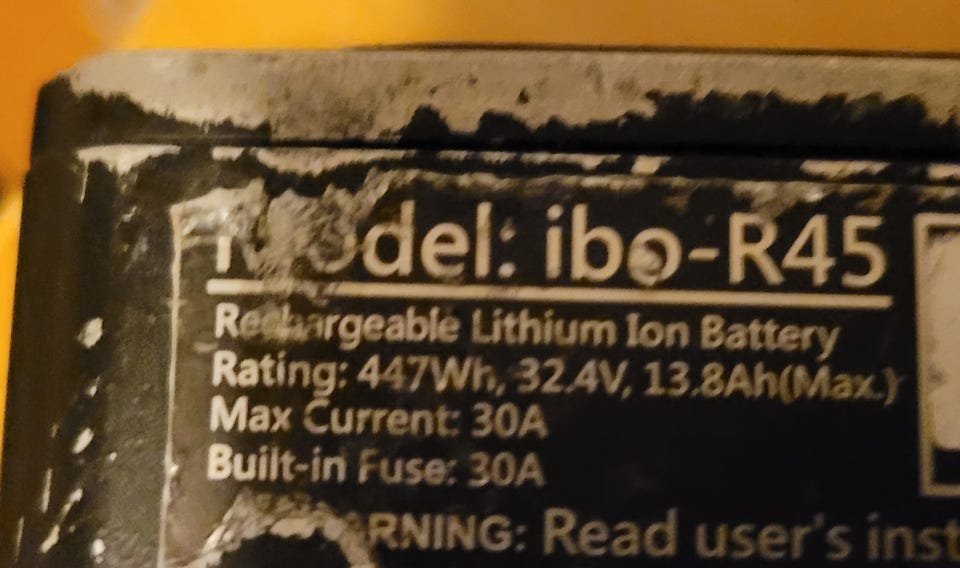 Model: ibo-R45
Rechargeable Lithium Ion Battery
Rating: 447Wh, 32.4V, 13.8Ah(Max.)
Max Current: 30A
Built-in Fuse: 30A
RNING: Read user's inst